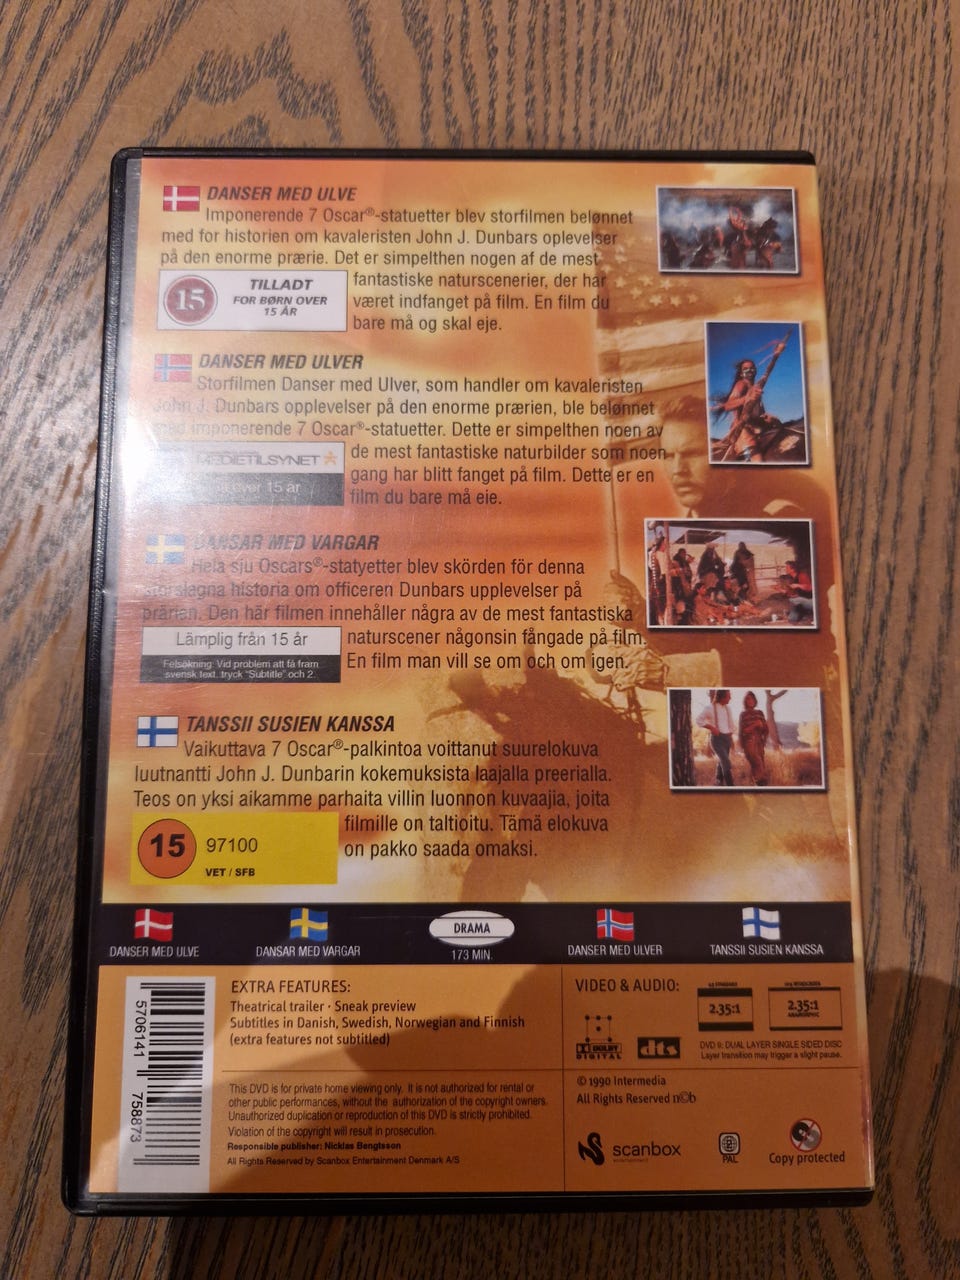 DANSER MED ULVE
Imponerende 7 Oscar®-statuetter blev storfilmen belønnet
med for historien om kavaleristen John J. Dunbars oplevelser
på den enorme prærie. Det er simpelthen nogen af de mest
fantastiske naturscenerier, der har
været indfanget på film. En film du
bare må og skal eje.
15
TILLADT
FOR BØRN OVER
15 ÅR
DANSER MED ULVER
Storfilmen Danser med Ulver, som handler om kavaleristen
John J. Dunbars opplevelser på den enorme prærien, ble belønnet
med imponerende 7 Oscar®-statuetter. Dette er simpelthen noen av
de mest fantastiske naturbilder som noen
gang har blitt fanget på film. Dette er en
film du bare må eie.
MEDIETILSYNET
over 15 år
DANSAR MED VARGAR
Hela sju Oscars®-statyetter blev skörden för denna
storslagna historia om officeren Dunbars upplevelser på
prärien. Den här filmen innehåller några av de mest fantastiska
naturscener någonsin fångade på film.
En film man vill se om och om igen.
Lämplig från 15 år
Felsökning: Vid problem att få fram
svensk text, tryck "Subtitle" och 2.
TANSSII SUSIEN KANSSA
Vaikuttava 7 Oscar®-palkintoa voittanut suurelokuva
luutnantti John J. Dunbarin kokemuksista laajalla preerialla.
Teos on yksi aikamme parhaita villin luonnon kuvaajia, joita
filmille on taltioitu. Tämä elokuva
on pakko saada omaksi.
15 97100
VET / SFB
DANSER MED ULVE
DANSAR MED VARGAR
DRAMA
173 MIN.
DANSER MED ULVER
TANSSII SUSIEN KANSSA
5706141 758873
EXTRA FEATURES:
Theatrical trailer · Sneak preview
Subtitles in Danish, Swedish, Norwegian and Finnish
(extra features not subtitled)
This DVD is for private home viewing only. It is not authorized for rental or
other public performances, without the authorization of the copyright owners.
Unauthorized duplication or reproduction of this DVD is strictly prohibited.
Violation of the copyright will result in prosecution.
Responsible publisher: Nicklas Bengtsson
All Rights Reserved by Scanbox Entertainment Denmark A/S
VIDEO & AUDIO:
DOLBY
DIGITAL
dts
2.35:1
2.35:1
ANAMORPHIC
DVD 9: DUAL LAYER SINGLE SIDED DISC
Layer transition may trigger a slight pause.
© 1990 Intermedia
All Rights Reserved n©b
scanbox
entertainment
PAL
Copy protected